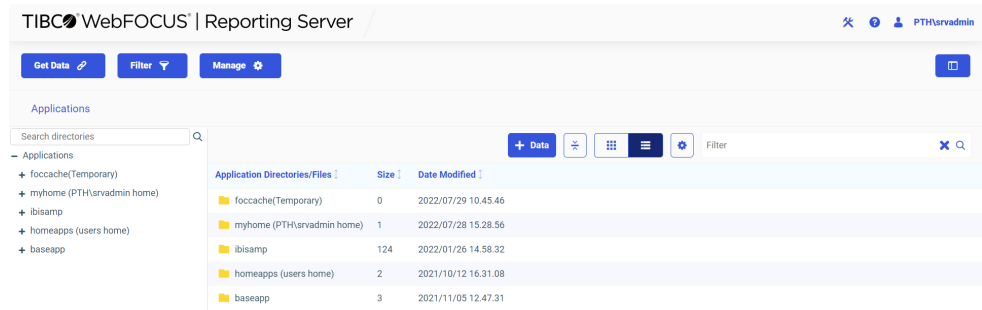 TIBCO® WebFOCUS® | Reporting Server
PTH\srvadmin
Get Data
Filter
Manage
Applications
Search directories
Applications
foccache(Temporary)
myhome (PTH\srvadmin home)
ibisamp
homeapps (users home)
baseapp
+ Data
Filter
Application Directories/Files Size Date Modified
foccache(Temporary) 0 2022/07/29 10.45.46
myhome (PTH\srvadmin home) 1 2022/07/28 15.28.56
ibisamp 124 2022/01/26 14.58.32
homeapps (users home) 2 2021/10/12 16.31.08
baseapp 3 2021/11/05 12.47.31